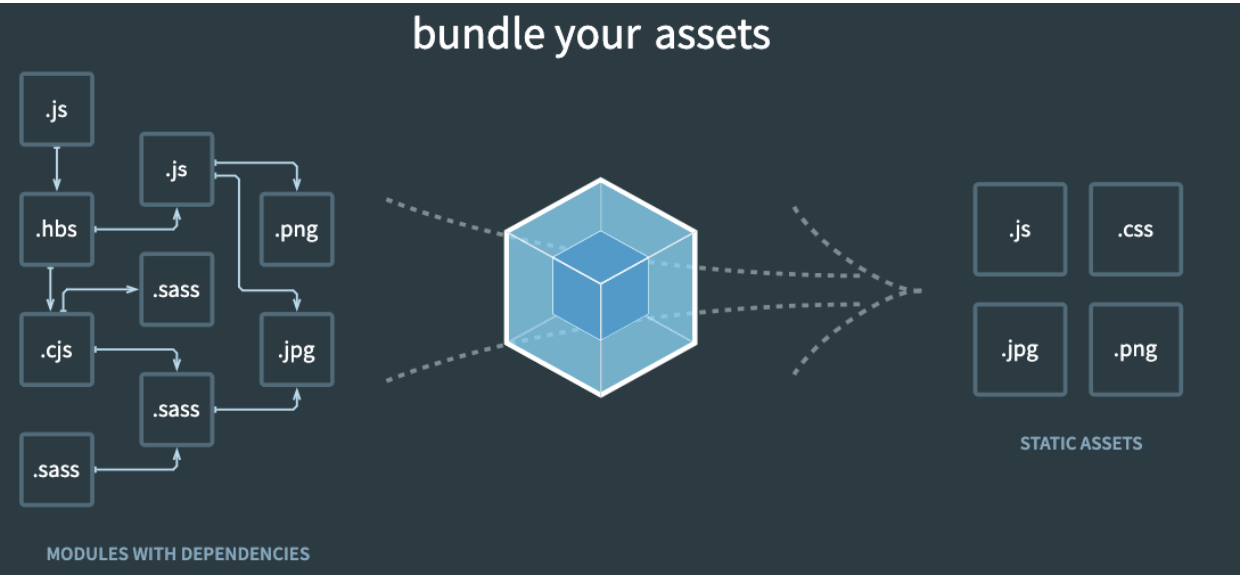 bundle your assets
.js
.js
.hbs
.png
.sass
.cjs
.jpg
.sass
.sass
MODULES WITH DEPENDENCIES
.js
.css
.jpg
.png
STATIC ASSETS